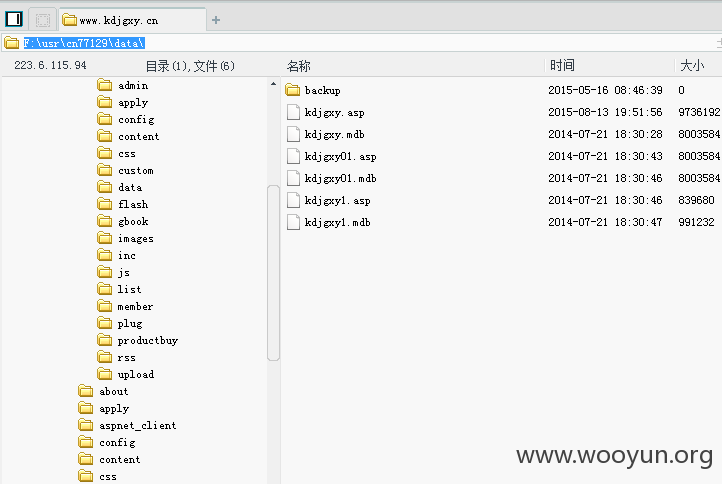 www.kdjgxy.cn
F:\usr\cn77129\data\
223.6.115.94
目录(1),文件(6)
名称 时间 大小
admin
apply
config
content
css
custom
data
flash
gbook
images
inc
js
list
member
plug
productbuy
rss
upload
about
apply
aspnet_client
config
content
css
backup 2015-05-16 08:46:39 0
kdjgxy.asp 2015-08-13 19:51:56 9736192
kdjgxy.mdb 2014-07-21 18:30:28 8003584
kdjgxy01.asp 2014-07-21 18:30:43 8003584
kdjgxy01.mdb 2014-07-21 18:30:46 8003584
kdjgxy1.asp 2014-07-21 18:30:46 839680
kdjgxy1.mdb 2014-07-21 18:30:47 991232
www.wooyun.org